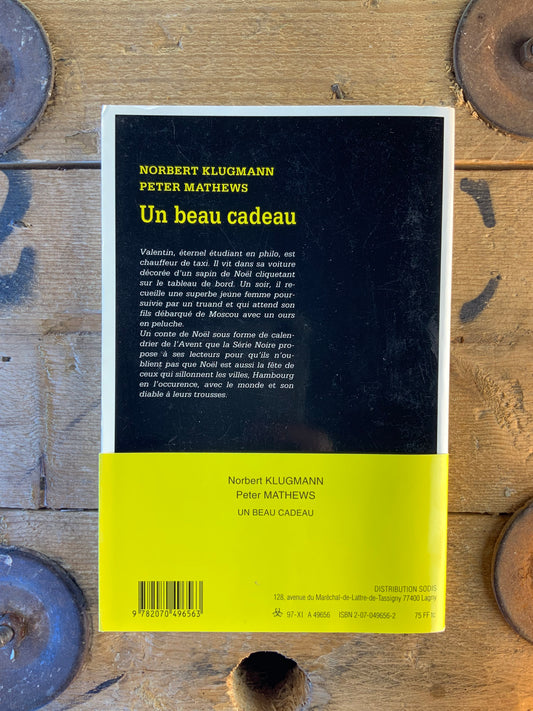 NORBERT KLUGMANN
PETER MATHEWS
Un beau cadeau
Valentin, éternel étudiant en philo, est
chauffeur de taxi. Il vit dans sa voiture
décorée d'un sapin de Noël cliquetant
sur le tableau de bord. Un soir, il re-
cueille une superbe jeune femme pour-
suivie par un truand et qui attend son
fils débarqué de Moscou avec un ours
en peluche.
Un conte de Noël sous forme de calen-
drier de l'Avent que la Série Noire pro-
pose à ses lecteurs pour qu'ils n'ou-
blient pas que Noël est aussi la fête de
ceux qui sillonnent les villes, Hambourg
en l'occurence, avec le monde et son
diable à leurs trousses.
Norbert KLUGMANN
Peter MATHEWS
UN BEAU CADEAU
DISTRIBUTION SODIS
128, avenue du Maréchal-de-Lattre-de-Tassigny 77400 Lagny
9 782070 496563
97-XI A 49656 ISBN 2-07-049656-2 75 FF tc